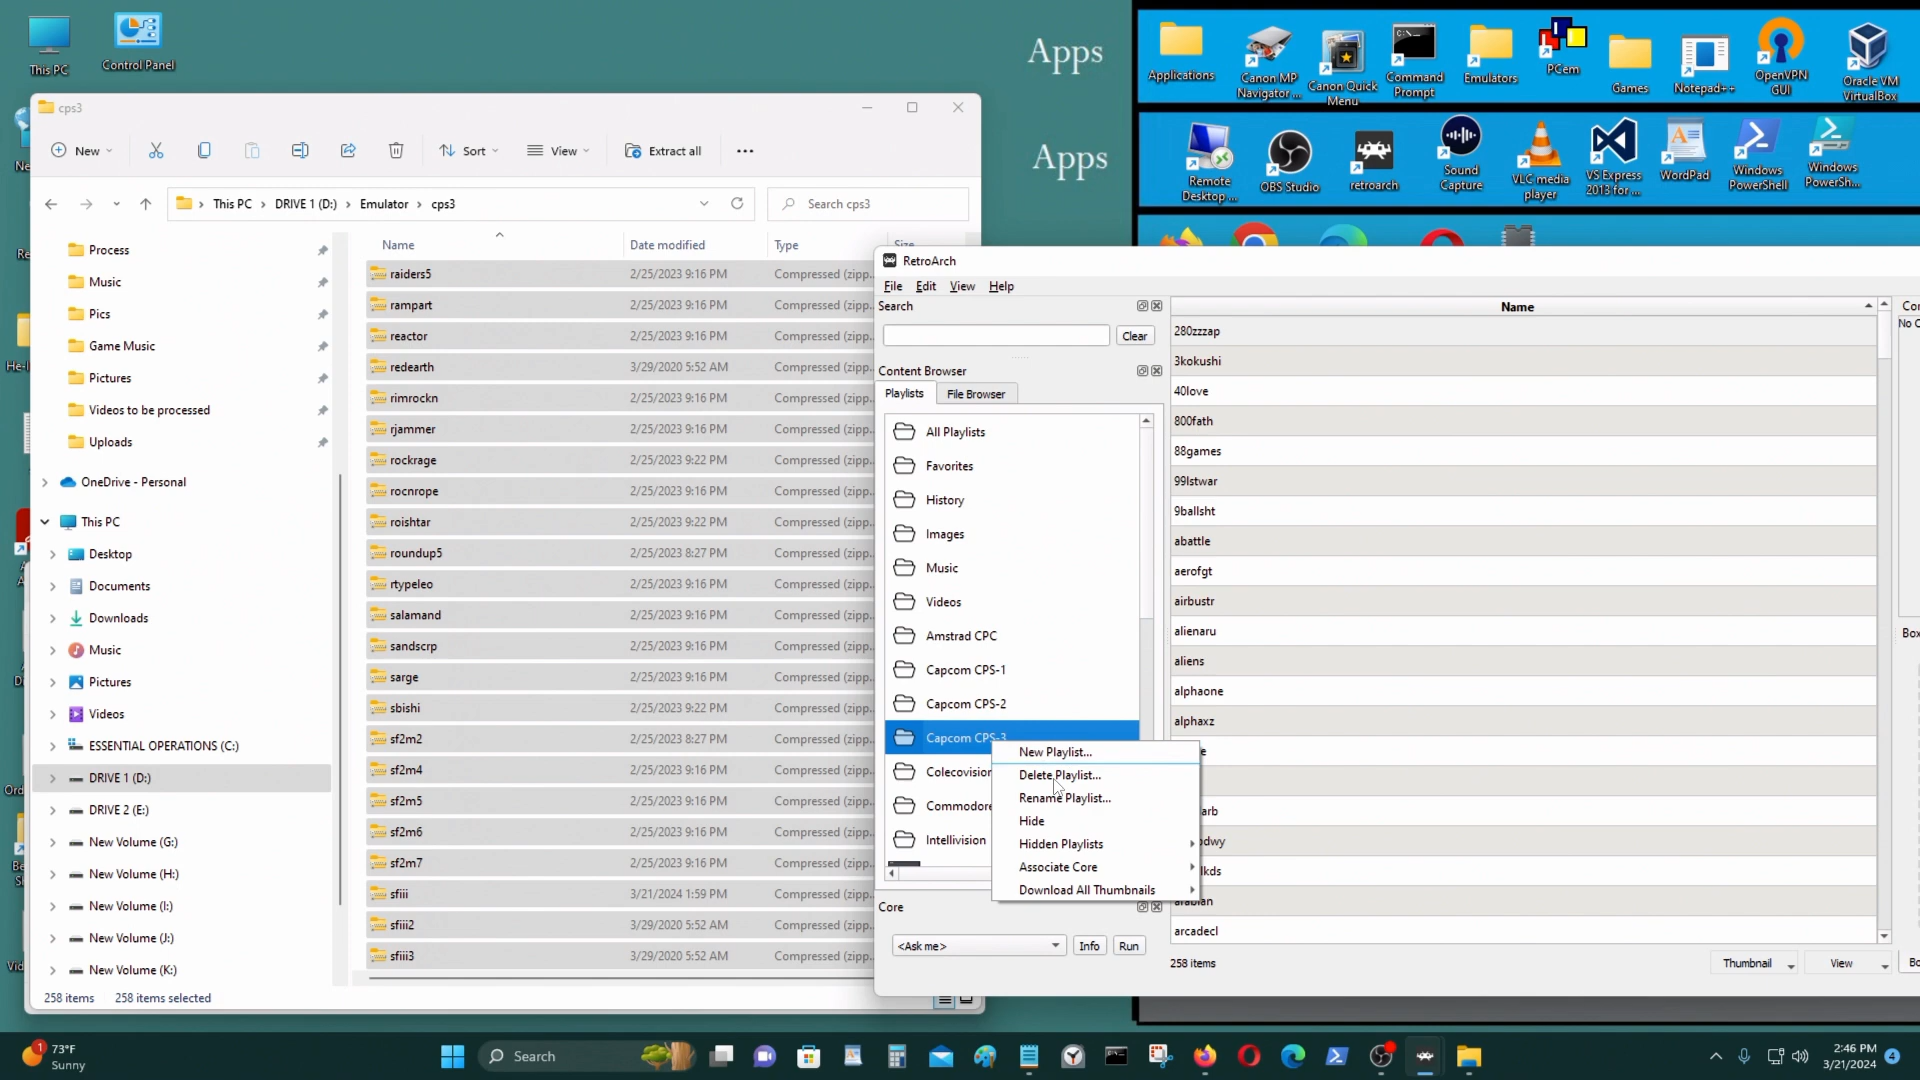 This PC
Control Panel
Apps
Apps
Applications
Canon MP
Navigator ...
Canon Quick
Menu
Command
Prompt
Emulators
PCem
Games
Notepad++
OpenVPN
GUI
Oracle VM
VirtualBox
Remote
Desktop ...
OBS Studio
retroarch
Sound
Capture
VLC media
player
VS Express
2013 for ...
WordPad
Windows
PowerShell
Windows
PowerSh...
cps3
New
Sort
View
Extract all
This PC
DRIVE 1 (D:)
Emulator
cps3
Search cps3
Process
Music
Pics
Game Music
Pictures
Videos to be processed
Uploads
OneDrive - Personal
This PC
Desktop
Documents
Downloads
Music
Pictures
Videos
ESSENTIAL OPERATIONS (C:)
DRIVE 1 (D:)
DRIVE 2 (E:)
New Volume (G:)
New Volume (H:)
New Volume (I:)
New Volume (J:)
New Volume (K:)
Name Date modified Type Size
raiders5 2/25/2023 9:16 PM Compressed (zipp...
rampart 2/25/2023 9:16 PM Compressed (zipp...
reactor 2/25/2023 9:16 PM Compressed (zipp...
redearth 3/29/2020 5:52 AM Compressed (zipp...
rimrockn 2/25/2023 9:16 PM Compressed (zipp...
rjammer 2/25/2023 9:16 PM Compressed (zipp...
rockrage 2/25/2023 9:22 PM Compressed (zipp...
rocnrope 2/25/2023 9:16 PM Compressed (zipp...
roishtar 2/25/2023 9:22 PM Compressed (zipp...
roundup5 2/25/2023 8:27 PM Compressed (zipp...
rtypeleo 2/25/2023 9:16 PM Compressed (zipp...
salamand 2/25/2023 9:16 PM Compressed (zipp...
sandscrp 2/25/2023 9:16 PM Compressed (zipp...
sarge 2/25/2023 9:16 PM Compressed (zipp...
sbishi 2/25/2023 9:22 PM Compressed (zipp...
sf2m2 2/25/2023 8:27 PM Compressed (zipp...
sf2m4 2/25/2023 9:16 PM Compressed (zipp...
sf2m5 2/25/2023 9:16 PM Compressed (zipp...
sf2m6 2/25/2023 9:16 PM Compressed (zipp...
sf2m7 2/25/2023 9:16 PM Compressed (zipp...
sfiii 3/21/2024 1:59 PM Compressed (zipp...
sfiii2 3/29/2020 5:52 AM Compressed (zipp...
sfiii3 3/29/2020 5:52 AM Compressed (zipp...
258 items 258 items selected
RetroArch
File Edit View Help
Search
Clear
Content Browser
Playlists File Browser
All Playlists
Favorites
History
Images
Music
Videos
Amstrad CPC
Capcom CPS-1
Capcom CPS-2
Capcom CPS-3
Colecovision
Commodore
Intellivision
New Playlist...
Delete Playlist...
Rename Playlist...
Hide
Hidden Playlists
Associate Core
Download All Thumbnails
Core
<Ask me>
Info
Run
Name
280zzzap
3kokushi
40love
800fath
88games
99lstwar
9ballsht
abattle
aerofgt
airbustr
alienaru
aliens
alphaone
alphaxz
arabian
arcadecl
258 items
Thumbnail
View
73°F
Sunny
Search
2:46 PM
3/21/2024